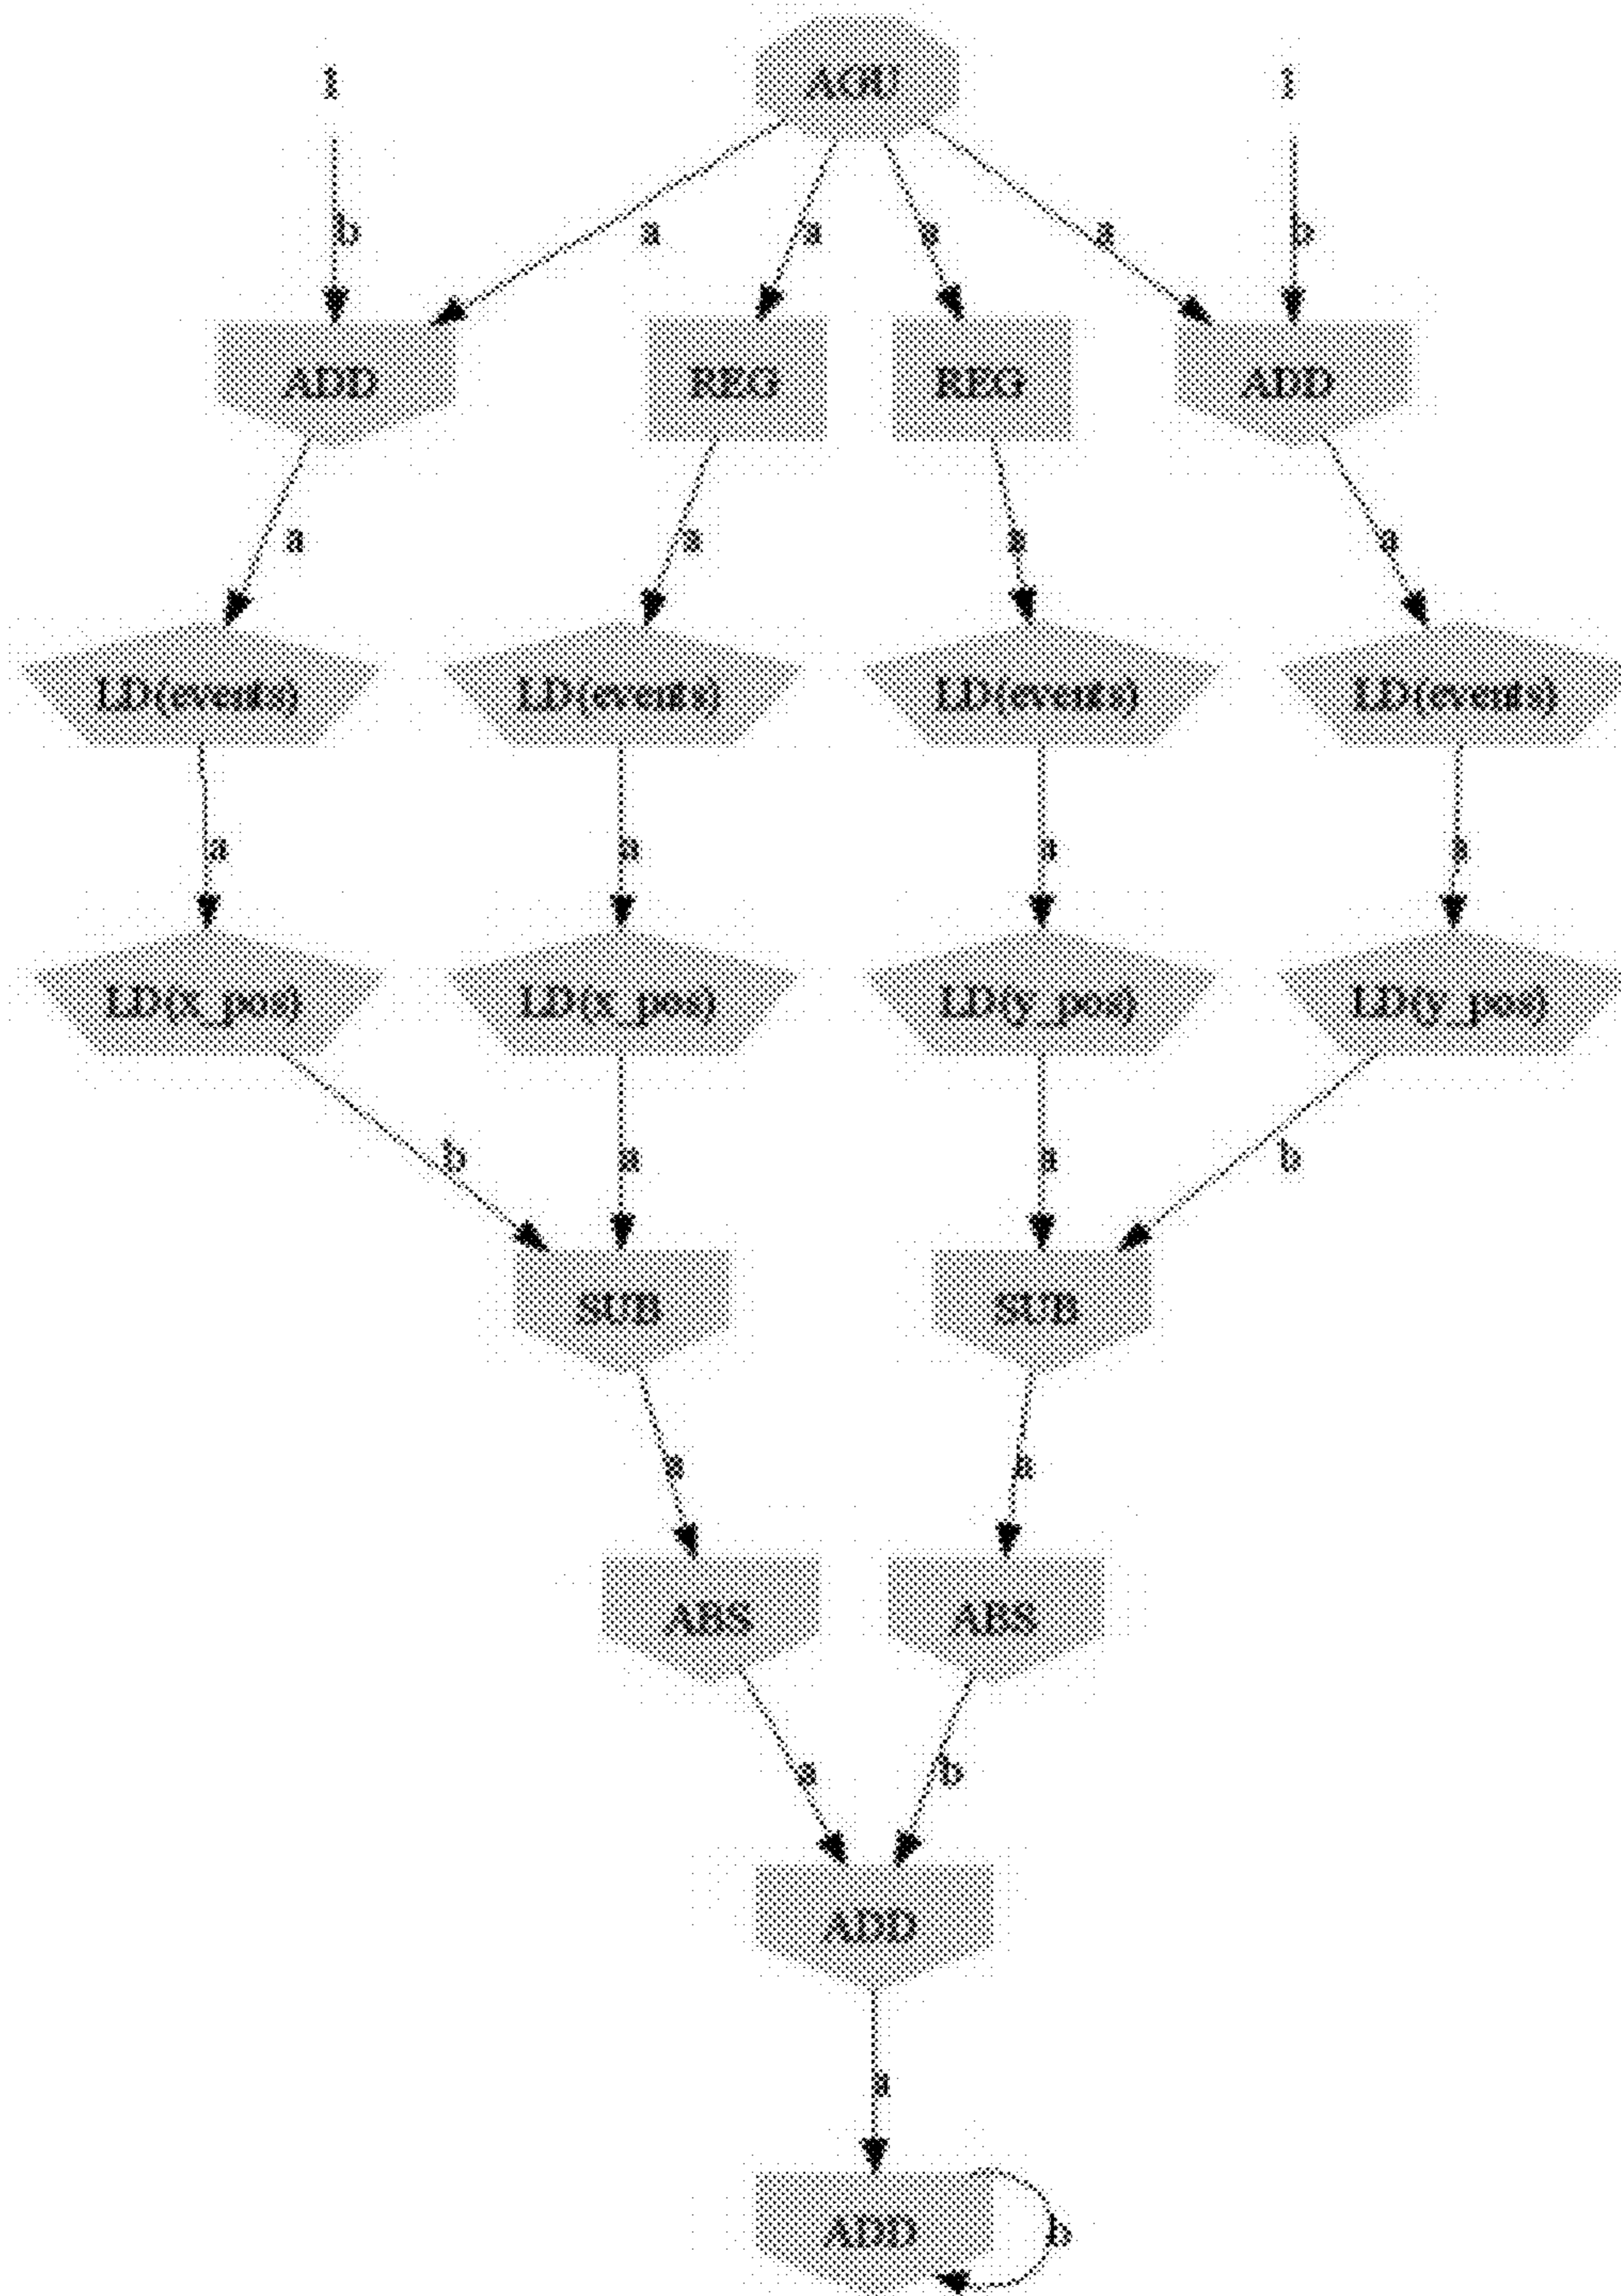 1 AGU 1
b a a a a b
ADD REG REG ADD
a a a a
LD(events) LD(events) LD(events) LD(events)
a a a a
LD(x_pos) LD(x_pos) LD(y_pos) LD(y_pos)
b a a b
SUB SUB
a a
ABS ABS
a b
ADD
a
ADD b